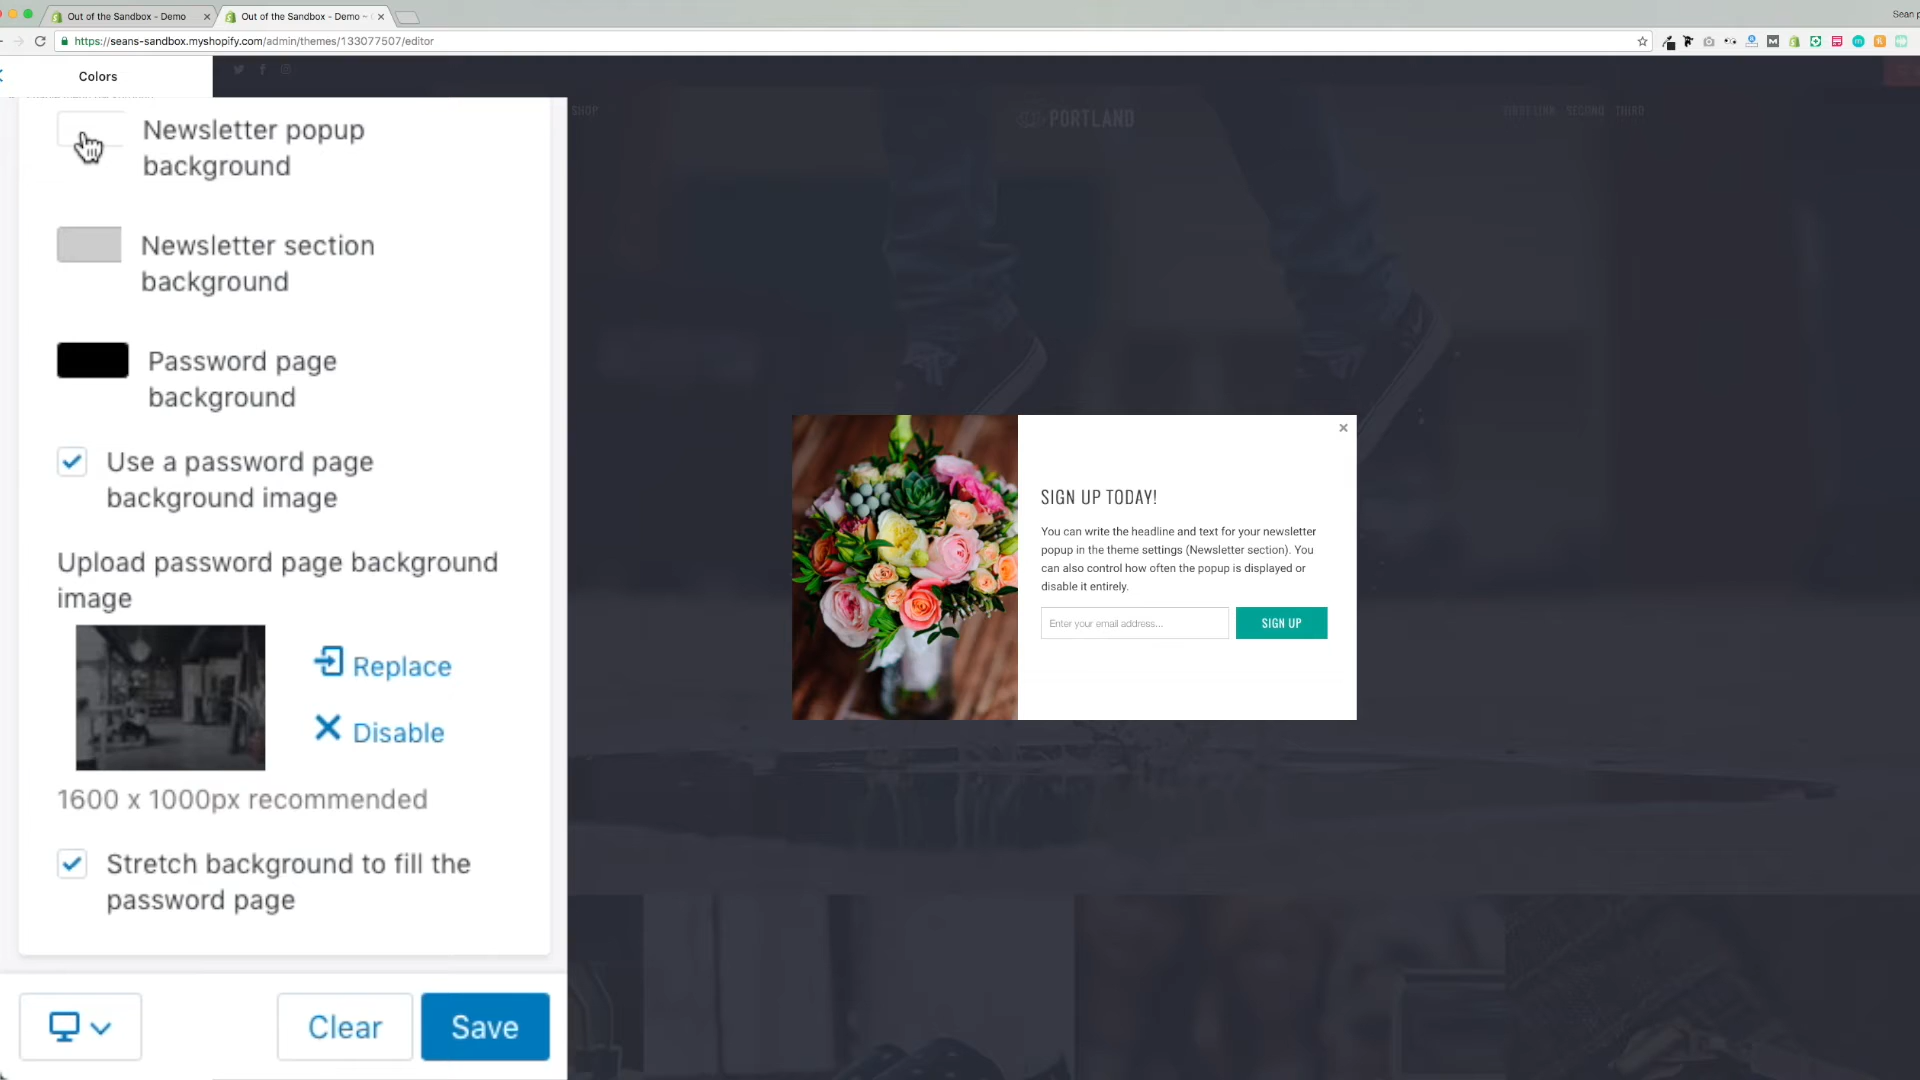 Out of the Sandbox - Demo
Out of the Sandbox - Demo ~
Sean
https://seans-sandbox.myshopify.com/admin/themes/133077507/editor
Colors
SHOP
PORTLAND
SECOND THIRD
Newsletter popup
background
Newsletter section
background
Password page
background
Use a password page
background image
Upload password page background
image
Replace
Disable
1600 x 1000px recommended
Stretch background to fill the
password page
Clear
Save
SIGN UP TODAY!
You can write the headline and text for your newsletter
popup in the theme settings (Newsletter section). You
can also control how often the popup is displayed or
disable it entirely.
Enter your email address...
SIGN UP